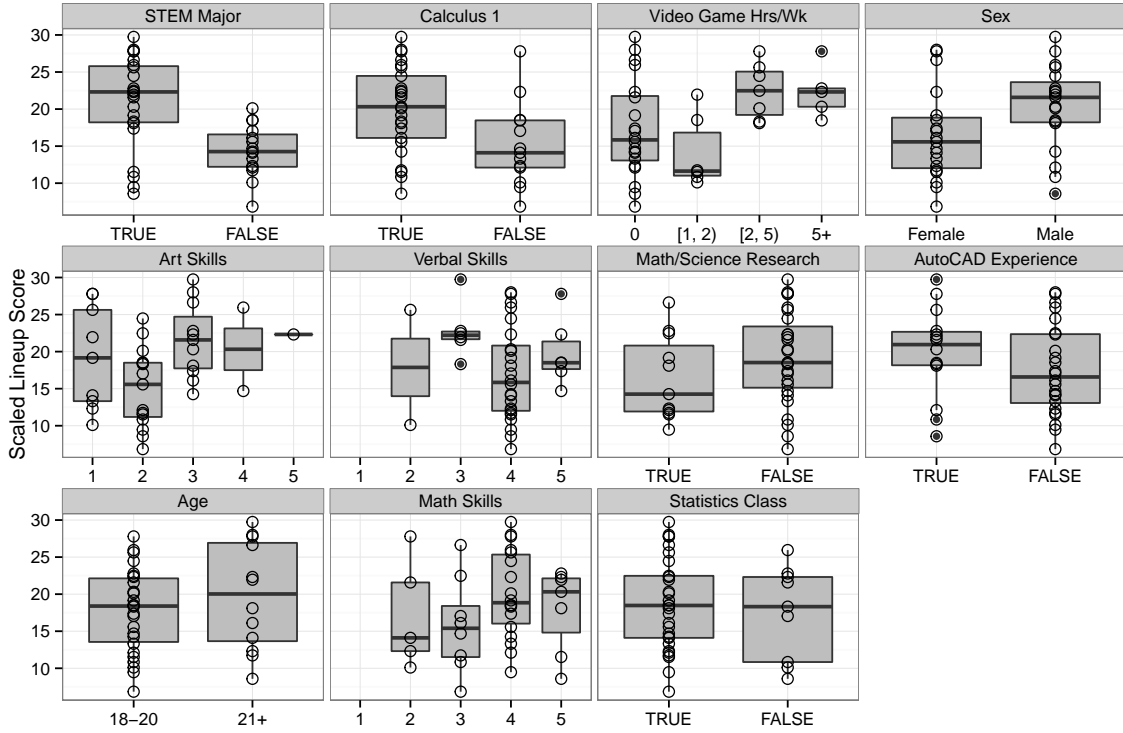 STEM Major Calculus 1 Video Game Hrs/Wk Sex
30
25
20
15
10
TRUE FALSE TRUE FALSE 0 [1, 2) [2, 5) 5+ Female Male
Art Skills Verbal Skills Math/Science Research AutoCAD Experience
30
25
20
15
10
Scaled Lineup Score
1 2 3 4 5 1 2 3 4 5 TRUE FALSE TRUE FALSE
Age Math Skills Statistics Class
30
25
20
15
10
18−20 21+ 1 2 3 4 5 TRUE FALSE